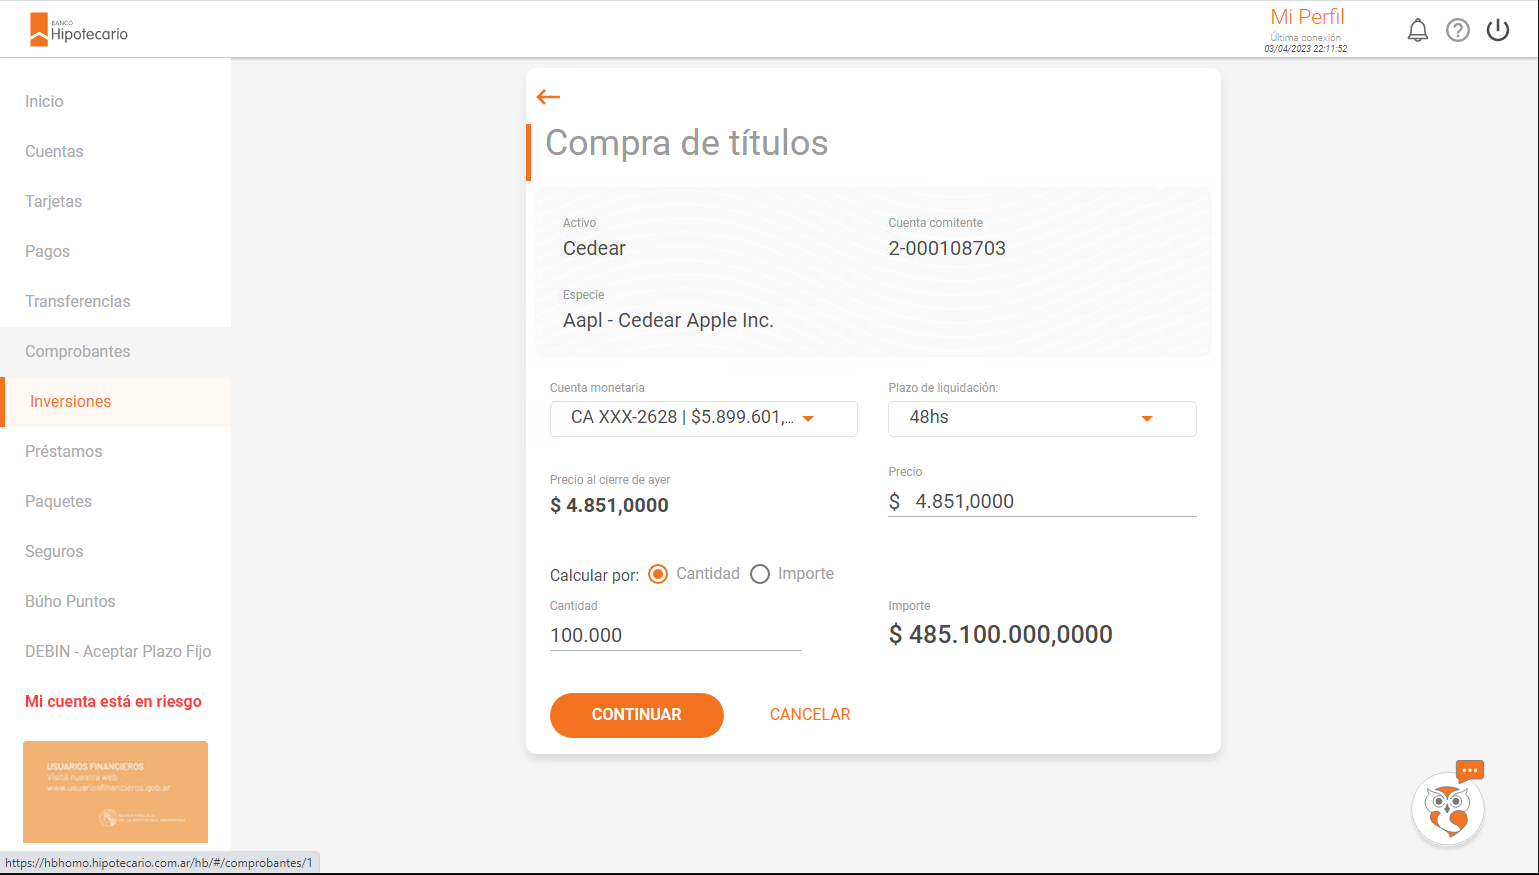 BANCO
Hipotecario
Mi Perfil
Última conexión
03/04/2023 22:11:52
Inicio
Cuentas
Tarjetas
Pagos
Transferencias
Comprobantes
Inversiones
Préstamos
Paquetes
Seguros
Búho Puntos
DEBIN - Aceptar Plazo Fijo
Mi cuenta está en riesgo
USUARIOS FINANCIEROS
Visitá nuestra web
www.usuariosfinancieros.gob.ar
Compra de títulos
Activo
Cedear
Cuenta comitente
2-000108703
Especie
Aapl - Cedear Apple Inc.
Cuenta monetaria
CA XXX-2628 | $5.899.601,...
Plazo de liquidación:
48hs
Precio al cierre de ayer
$ 4.851,0000
Precio
$ 4.851,0000
Calcular por: Cantidad Importe
Cantidad
100.000
Importe
$ 485.100.000,0000
CONTINUAR
CANCELAR
https://hbhomo.hipotecario.com.ar/hb/#/comprobantes/1